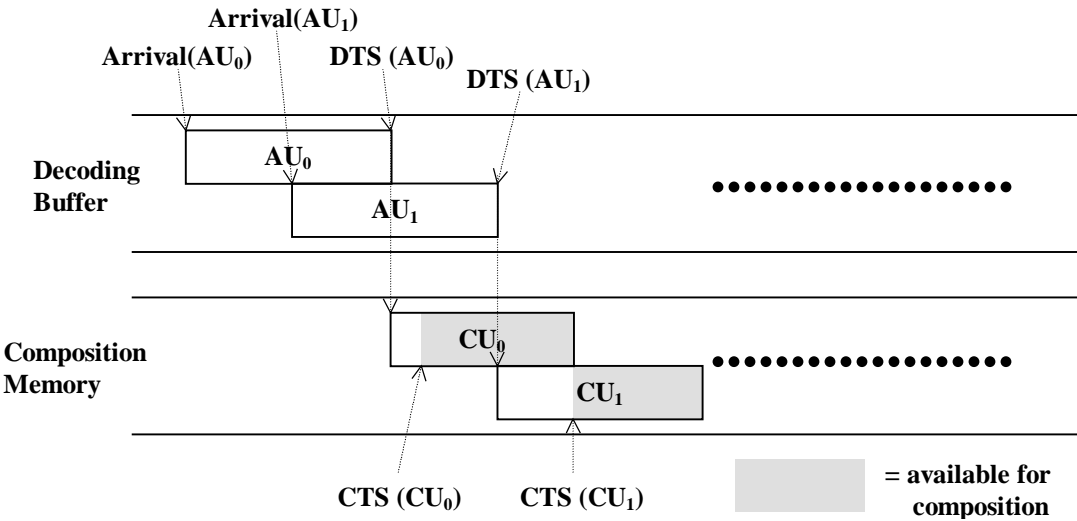 Arrival(AU₁)
Arrival(AU₀)
DTS (AU₀)
DTS (AU₁)
Decoding
Buffer
AU₀
AU₁
Composition
Memory
CU₀
CU₁
CTS (CU₀)
CTS (CU₁)
= available for
composition